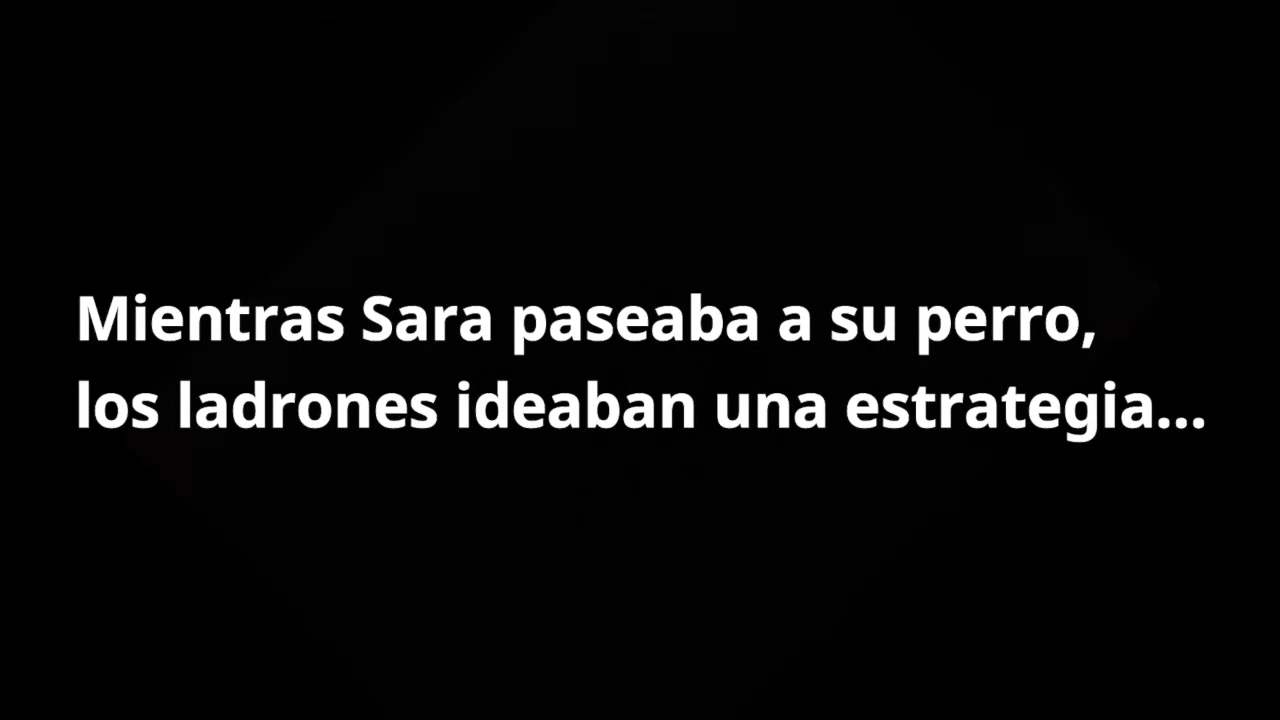 Mientras Sara paseaba a su perro,
los ladrones ideaban una estrategia...